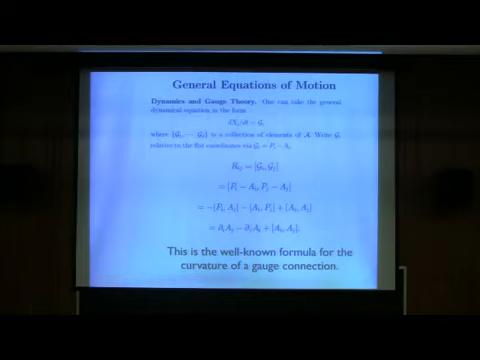 General Equations of Motion
Dynamics and Gauge Theory. One can take the general
dynamical equation in the form
dX_i/dt = G_i
where {G_1, ⋯ G_d} is a collection of elements of A. Write G_i
relative to the flat coordinates via G_i = P_i − A_i.
R_ij = [G_i, G_j]
= [P_i − A_i, P_j − A_j]
= −[P_i, A_j] − [A_i, P_j] + [A_i, A_j]
= ∂_i A_j − ∂_j A_i + [A_i, A_j].
This is the well-known formula for the
curvature of a gauge connection.